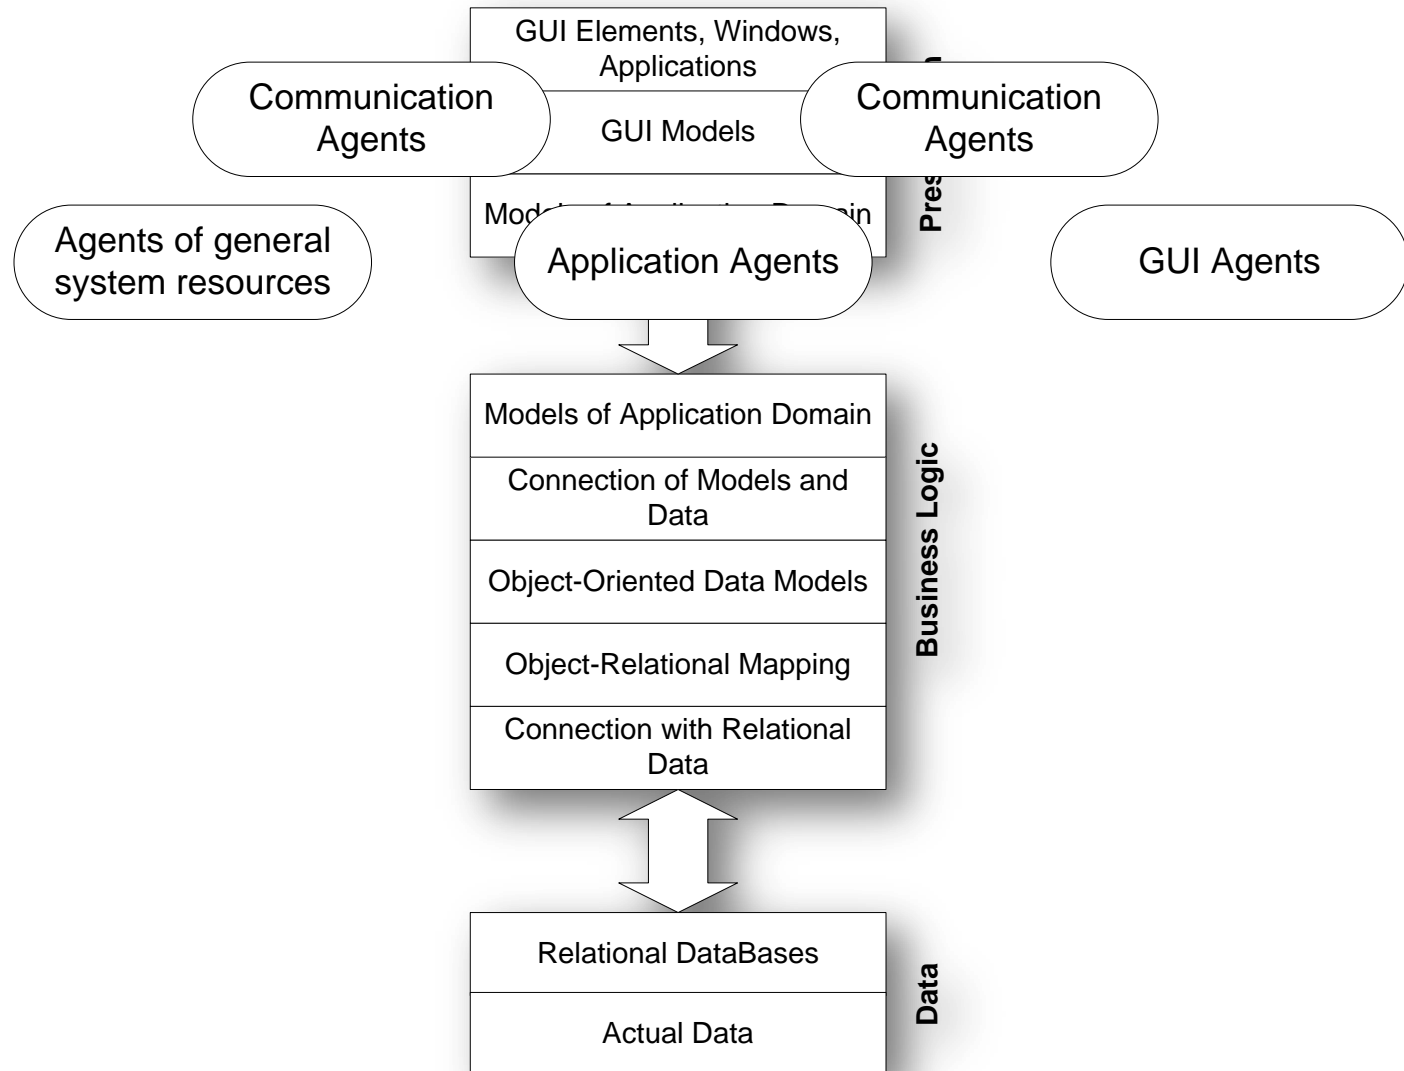 GUI Elements, Windows,
Applications
Communication
Agents
GUI Models
Communication
Agents
Agents of general
system resources
Application Agents
GUI Agents
Models of Application Domain
Connection of Models and
Data
Object-Oriented Data Models
Object-Relational Mapping
Connection with Relational
Data
Business Logic
Relational DataBases
Actual Data
Data